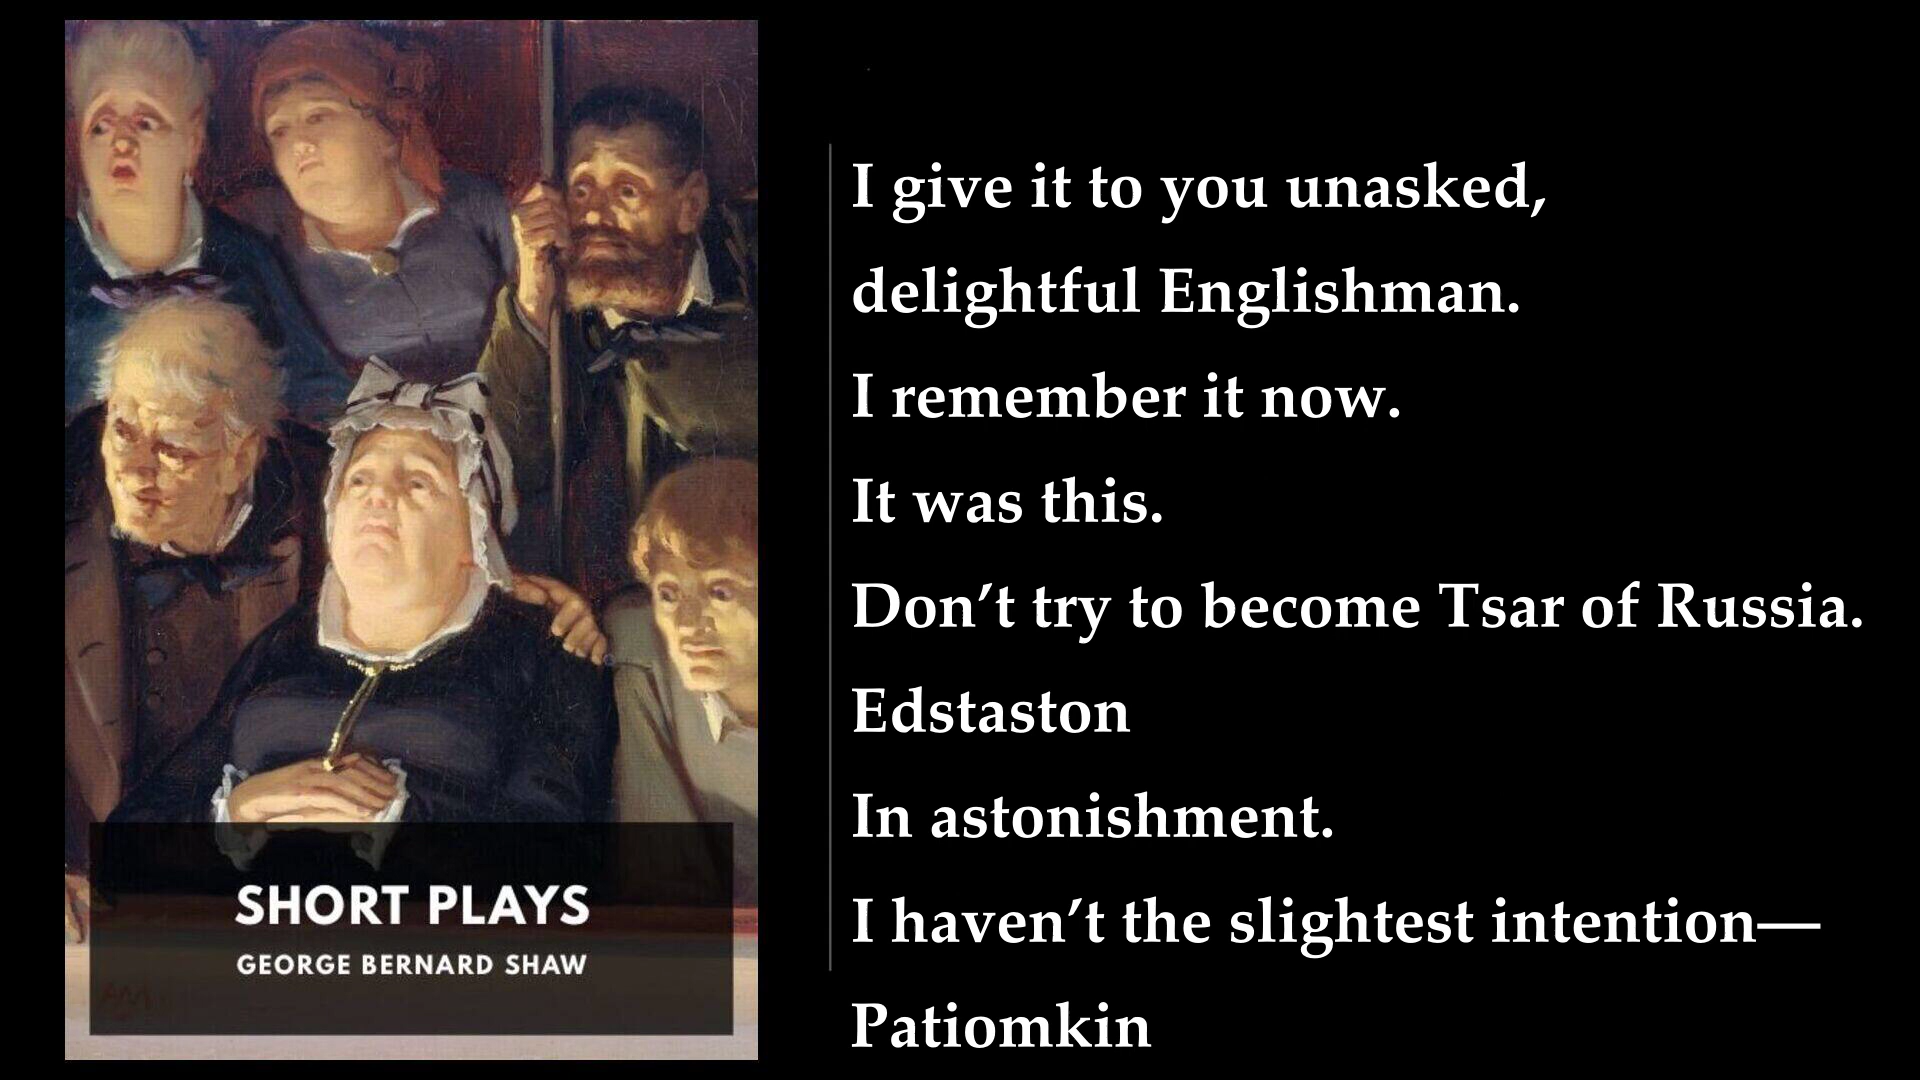 SHORT PLAYS
GEORGE BERNARD SHAW
I give it to you unasked,
delightful Englishman.
I remember it now.
It was this.
Don’t try to become Tsar of Russia.
Edstaston
In astonishment.
I haven’t the slightest intention—
Patiomkin